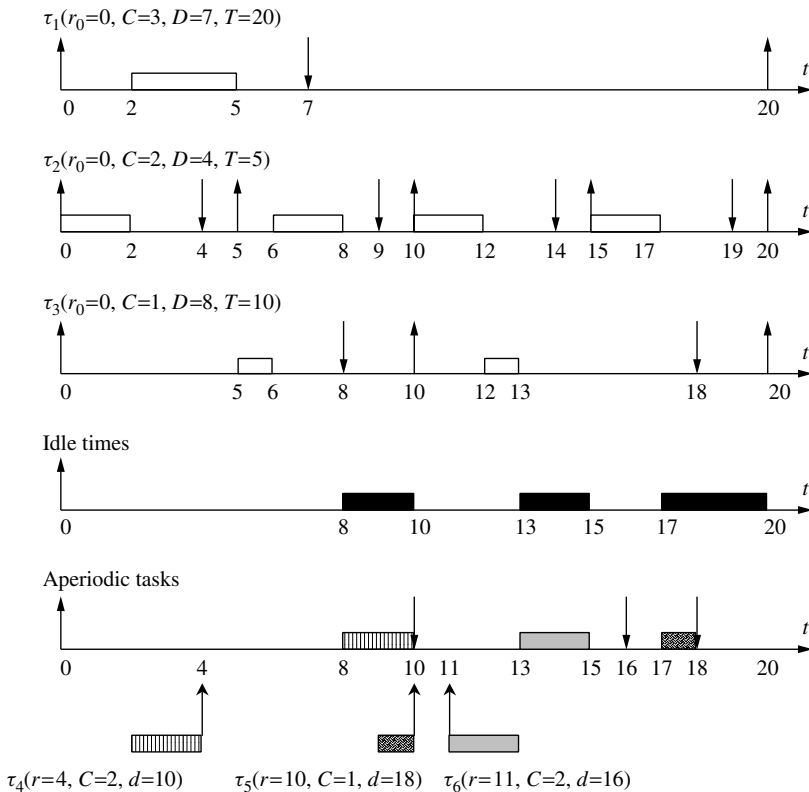 τ₁(r₀=0, C=3, D=7, T=20)
t
0 2 5 7 20
τ₂(r₀=0, C=2, D=4, T=5)
t
0 2 4 5 6 8 9 10 12 14 15 17 19 20
τ₃(r₀=0, C=1, D=8, T=10)
t
0 5 6 8 10 12 13 18 20
Idle times
t
0 8 10 13 15 17 20
Aperiodic tasks
t
0 4 8 10 11 13 15 16 17 18 20
τ₄(r=4, C=2, d=10) τ₅(r=10, C=1, d=18) τ₆(r=11, C=2, d=16)